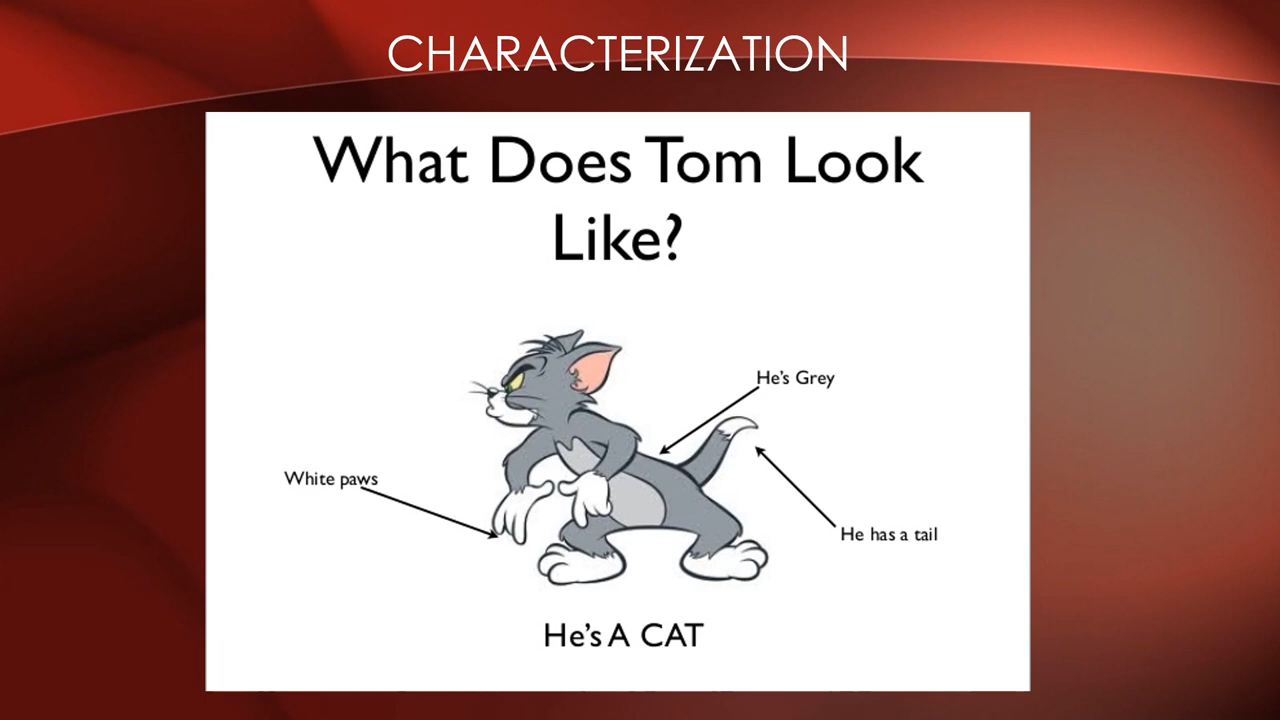 CHARACTERIZATION
What Does Tom Look
Like?
He's Grey
White paws
He has a tail
He's A CAT